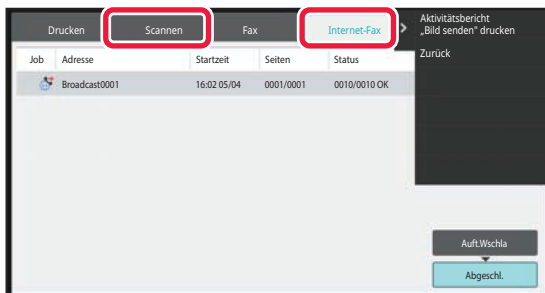 Drucken Scannen Fax Internet-Fax
Job Adresse Startzeit Seiten Status
Broadcast0001 16:02 05/04 0001/0001 0010/0010 OK
Aktivitätsbericht
„Bild senden" drucken
Zurück
Auft.Wschla
Abgeschl.